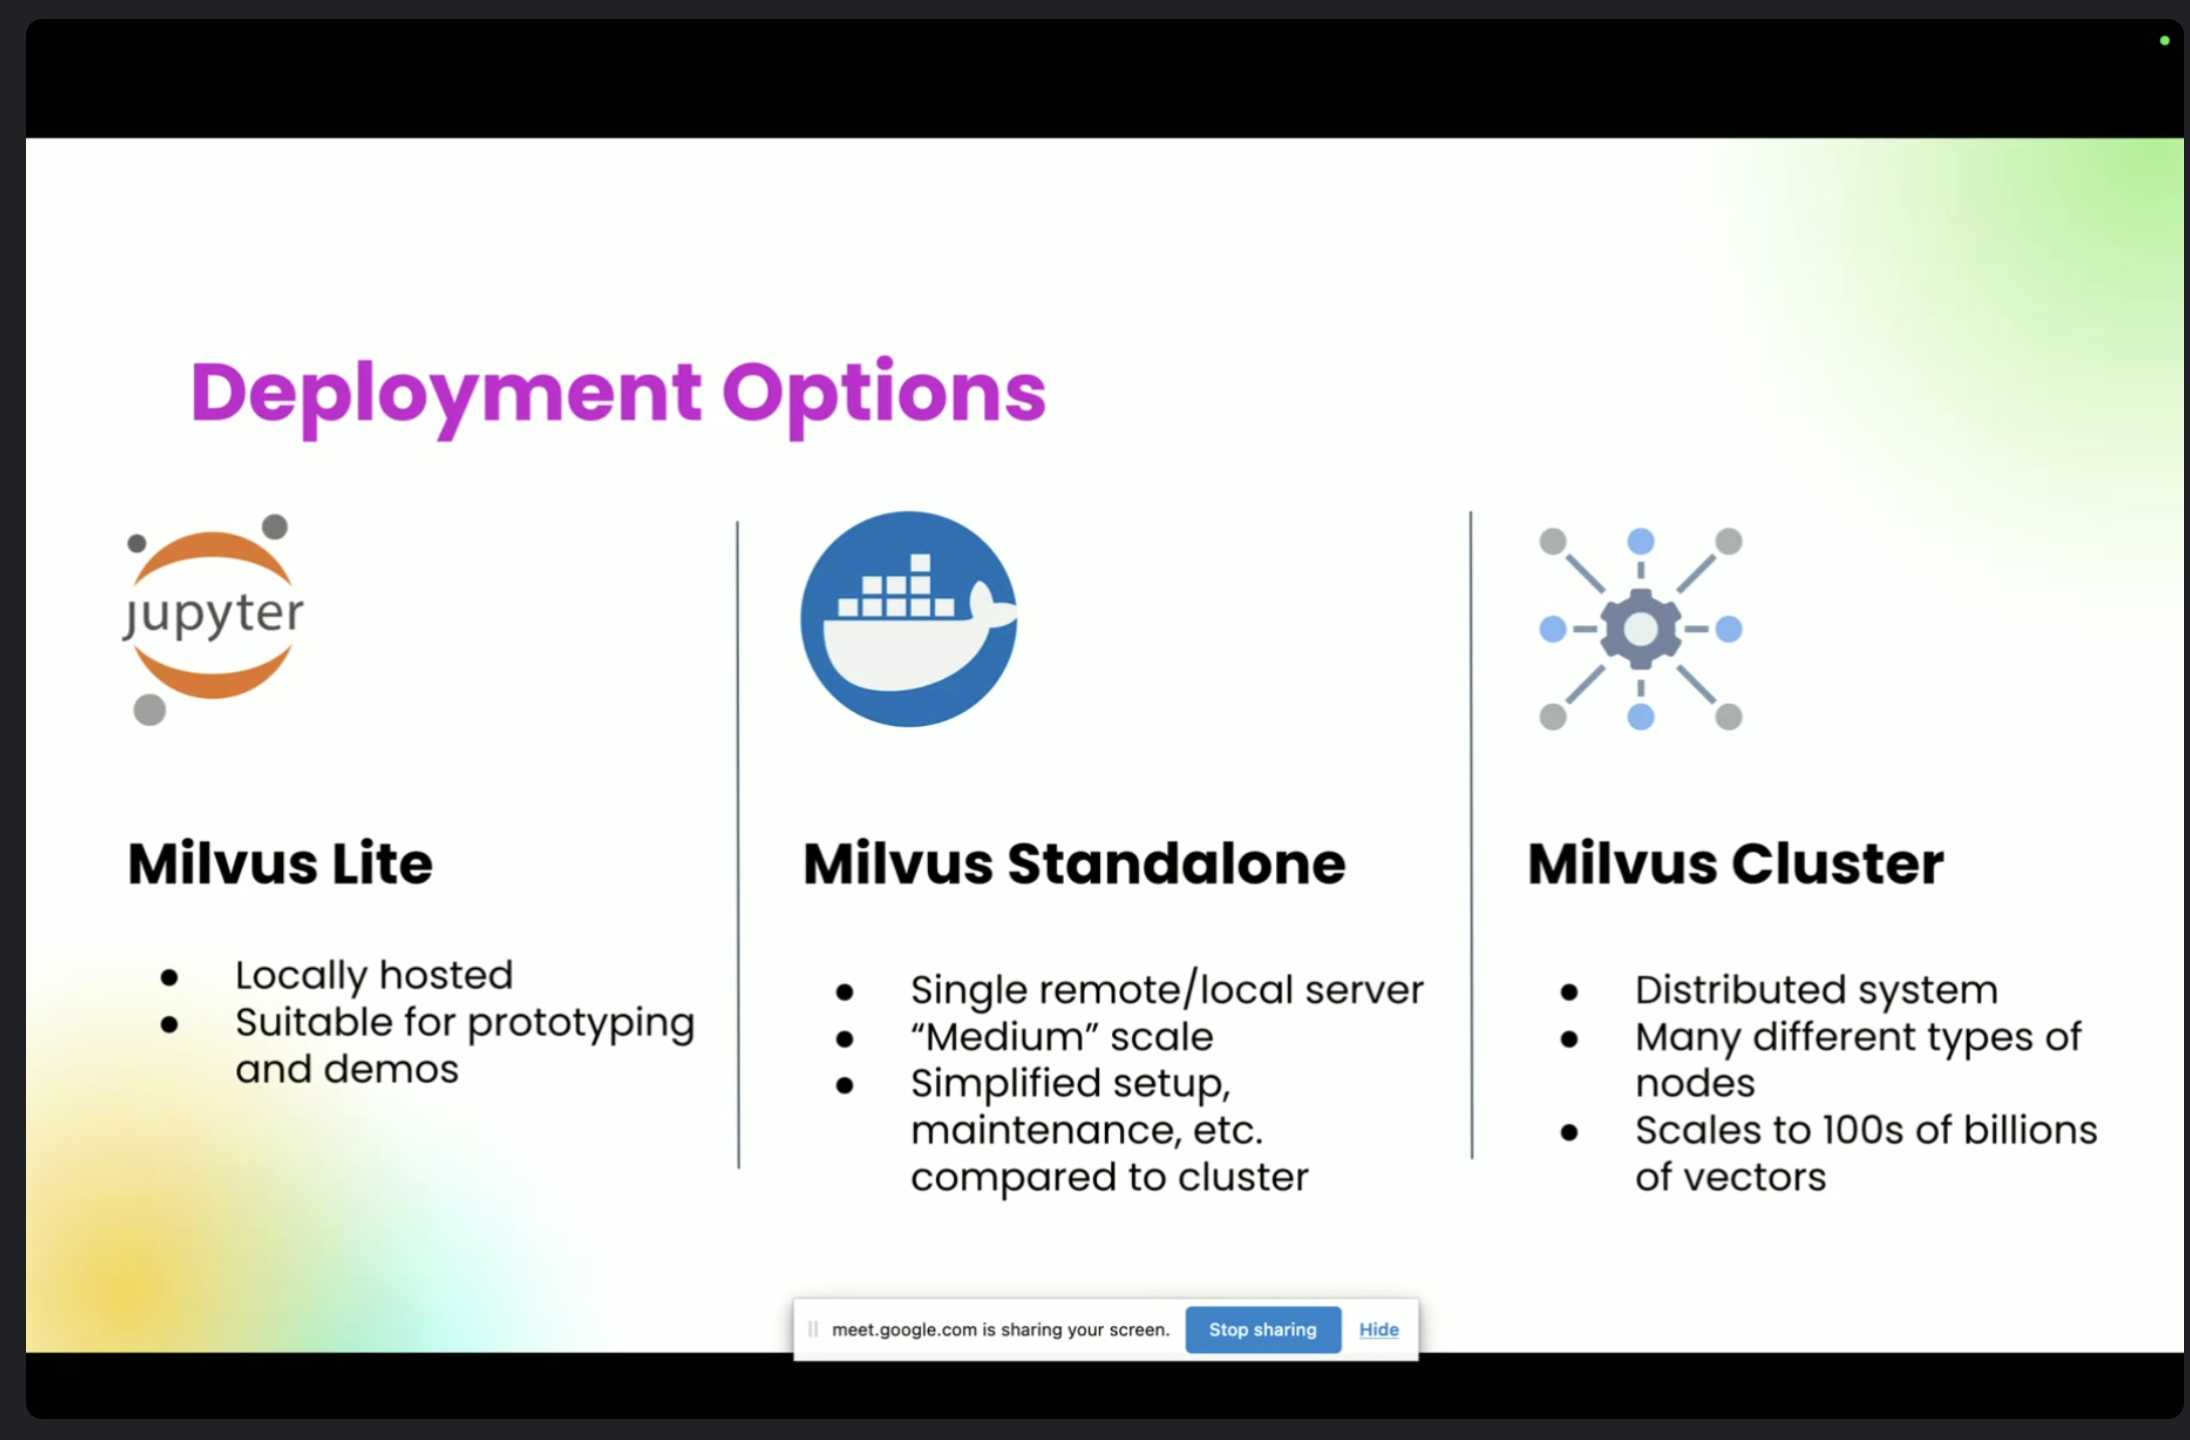 Deployment Options
jupyter
Milvus Lite
● Locally hosted
● Suitable for prototyping
and demos
Milvus Standalone
● Single remote/local server
● “Medium” scale
● Simplified setup,
maintenance, etc.
compared to cluster
Milvus Cluster
● Distributed system
● Many different types of
nodes
● Scales to 100s of billions
of vectors
meet.google.com is sharing your screen. Stop sharing Hide